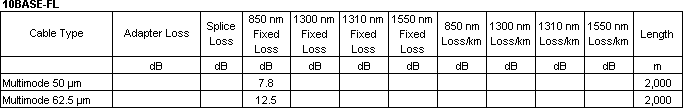 10BASE-FL
Cable Type Adapter Loss Splice Loss 850 nm Fixed Loss 1300 nm Fixed Loss 1310 nm Fixed Loss 1550 nm Fixed Loss 850 nm Loss/km 1300 nm Loss/km 1310 nm Loss/km 1550 nm Loss/km Length
dB dB dB dB dB dB dB dB dB dB m
Multimode 50 µm 7.8 2,000
Multimode 62.5 µm 12.5 2,000